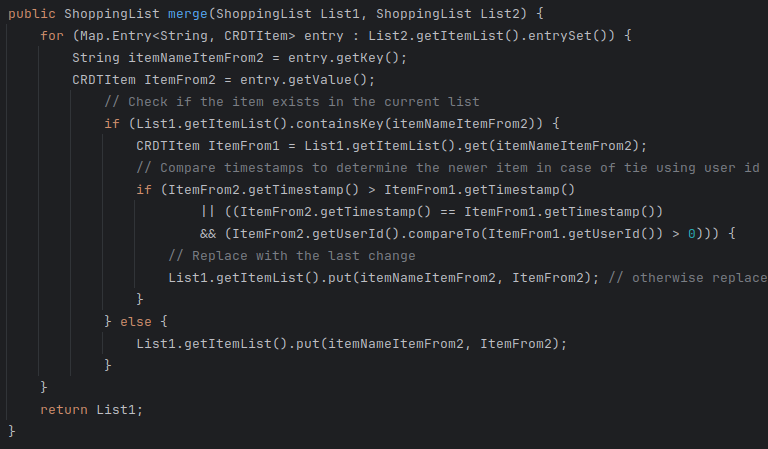 public ShoppingList merge(ShoppingList List1, ShoppingList List2) {
for (Map.Entry<String, CRDTItem> entry : List2.getItemList().entrySet()) {
String itemNameItemFrom2 = entry.getKey();
CRDTItem ItemFrom2 = entry.getValue();
// Check if the item exists in the current list
if (List1.getItemList().containsKey(itemNameItemFrom2)) {
CRDTItem ItemFrom1 = List1.getItemList().get(itemNameItemFrom2);
// Compare timestamps to determine the newer item in case of tie using user id
if (ItemFrom2.getTimestamp() > ItemFrom1.getTimestamp()
|| ((ItemFrom2.getTimestamp() == ItemFrom1.getTimestamp())
&& (ItemFrom2.getUserId().compareTo(ItemFrom1.getUserId()) > 0))) {
// Replace with the last change
List1.getItemList().put(itemNameItemFrom2, ItemFrom2); // otherwise replace
}
} else {
List1.getItemList().put(itemNameItemFrom2, ItemFrom2);
}
}
return List1;
}